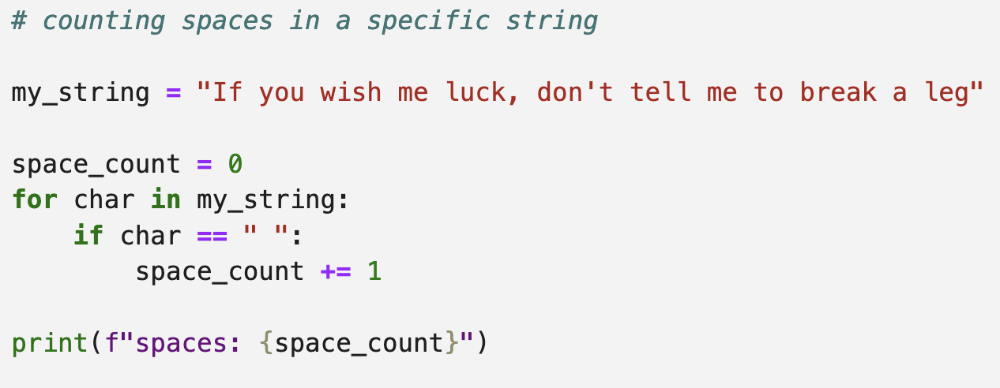 # counting spaces in a specific string
my_string = "If you wish me luck, don't tell me to break a leg"
space_count = 0
for char in my_string:
    if char == " ":
        space_count += 1
print(f"spaces: {space_count}")